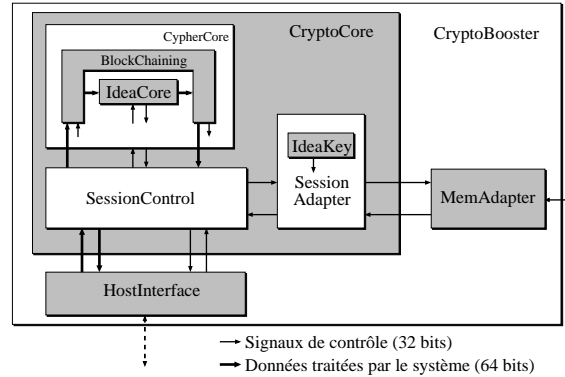 CypherCore
CryptoCore
CryptoBooster
BlockChaining
IdeaCore
IdeaKey
Session
Adapter
SessionControl
MemAdapter
HostInterface
Signaux de contrôle (32 bits)
Données traitées par le système (64 bits)